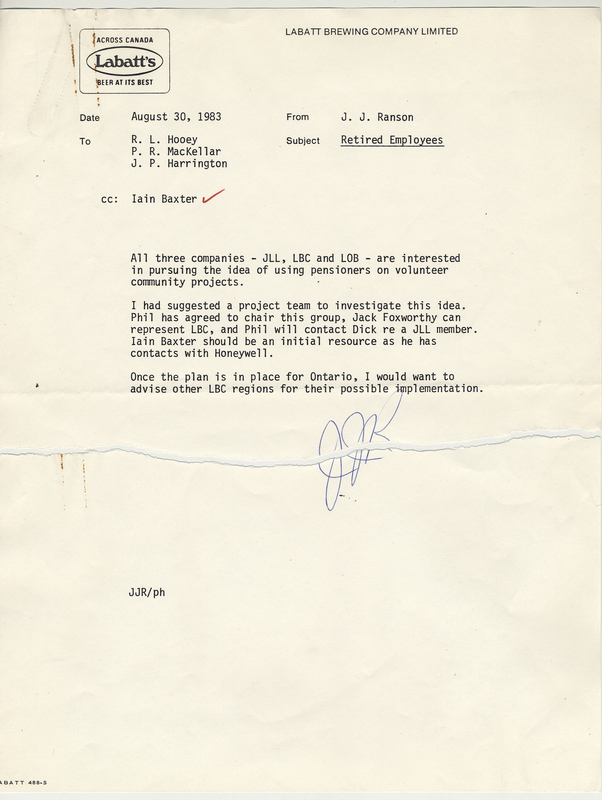 ACROSS CANADA
Labatt's
BEER AT ITS BEST
LABATT BREWING COMPANY LIMITED
Date August 30, 1983 From J. J. Ranson
To R. L. Hooey Subject Retired Employees
P. R. MacKellar
J. P. Harrington
cc: Iain Baxter
All three companies - JLL, LBC and LOB - are interested
in pursuing the idea of using pensioners on volunteer
community projects.
I had suggested a project team to investigate this idea.
Phil has agreed to chair this group, Jack Foxworthy can
represent LBC, and Phil will contact Dick re a JLL member.
Iain Baxter should be an initial resource as he has
contacts with Honeywell.
Once the plan is in place for Ontario, I would want to
advise other LBC regions for their possible implementation.
JJR
JJR/ph
ABATT 488-S